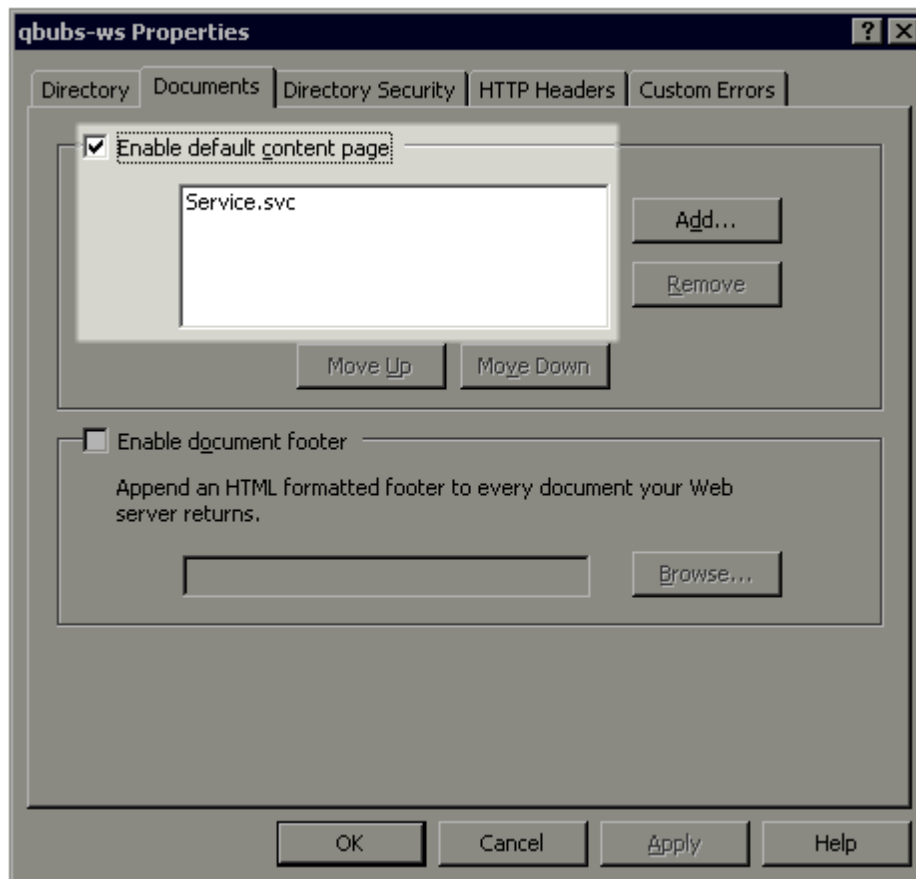 qbubs-ws Properties
Directory Documents Directory Security HTTP Headers Custom Errors
Enable default content page
Service.svc
Add...
Remove
Move Up Move Down
Enable document footer
Append an HTML formatted footer to every document your Web
server returns.
Browse...
OK Cancel Apply Help